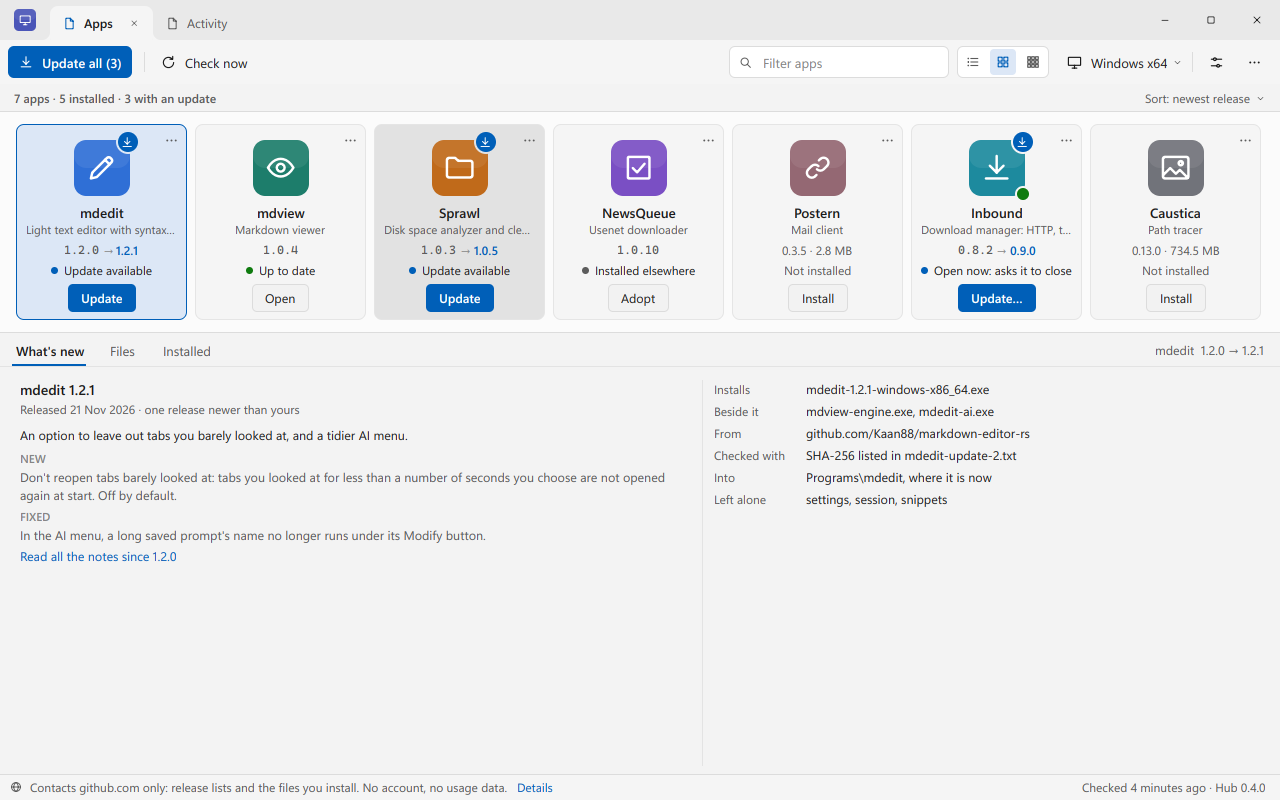 Apps
Activity
Update all (3)
Check now
Filter apps
Windows x64
7 apps · 5 installed · 3 with an update
Sort: newest release
mdedit
Light text editor with syntax...
1.2.0 → 1.2.1
Update available
Update
mdview
Markdown viewer
1.0.4
Up to date
Open
Sprawl
Disk space analyzer and cle...
1.0.3 → 1.0.5
Update available
Update
NewsQueue
Usenet downloader
1.0.10
Installed elsewhere
Adopt
Postern
Mail client
0.3.5 · 2.8 MB
Not installed
Install
Inbound
Download manager: HTTP, t...
0.8.2 → 0.9.0
Open now: asks it to close
Update...
Caustica
Path tracer
0.13.0 · 734.5 MB
Not installed
Install
What's new
Files
Installed
mdedit 1.2.0 → 1.2.1
mdedit 1.2.1
Released 21 Nov 2026 · one release newer than yours
An option to leave out tabs you barely looked at, and a tidier AI menu.
NEW
Don't reopen tabs barely looked at: tabs you looked at for less than a number of seconds you choose are not opened
again at start. Off by default.
FIXED
In the AI menu, a long saved prompt's name no longer runs under its Modify button.
Read all the notes since 1.2.0
Installs mdedit-1.2.1-windows-x86_64.exe
Beside it mdview-engine.exe, mdedit-ai.exe
From github.com/Kaan88/markdown-editor-rs
Checked with SHA-256 listed in mdedit-update-2.txt
Into Programs\mdedit, where it is now
Left alone settings, session, snippets
Contacts github.com only: release lists and the files you install. No account, no usage data. Details
Checked 4 minutes ago · Hub 0.4.0